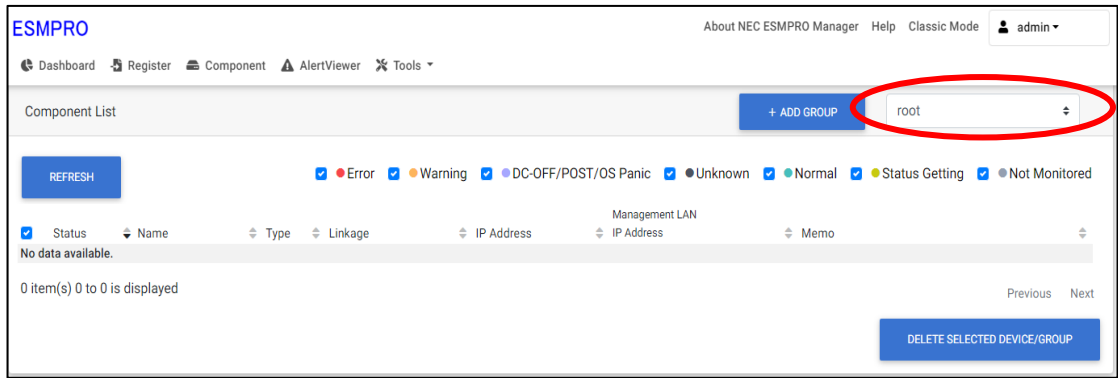 ESMPRO
About NEC ESMPRO Manager Help Classic Mode admin
Dashboard Register Component AlertViewer Tools
Component List + ADD GROUP root
REFRESH Error Warning DC-OFF/POST/OS Panic Unknown Normal Status Getting Not Monitored
Status Name Type Linkage IP Address Management LAN IP Address Memo
No data available.
0 item(s) 0 to 0 is displayed
Previous Next
DELETE SELECTED DEVICE/GROUP